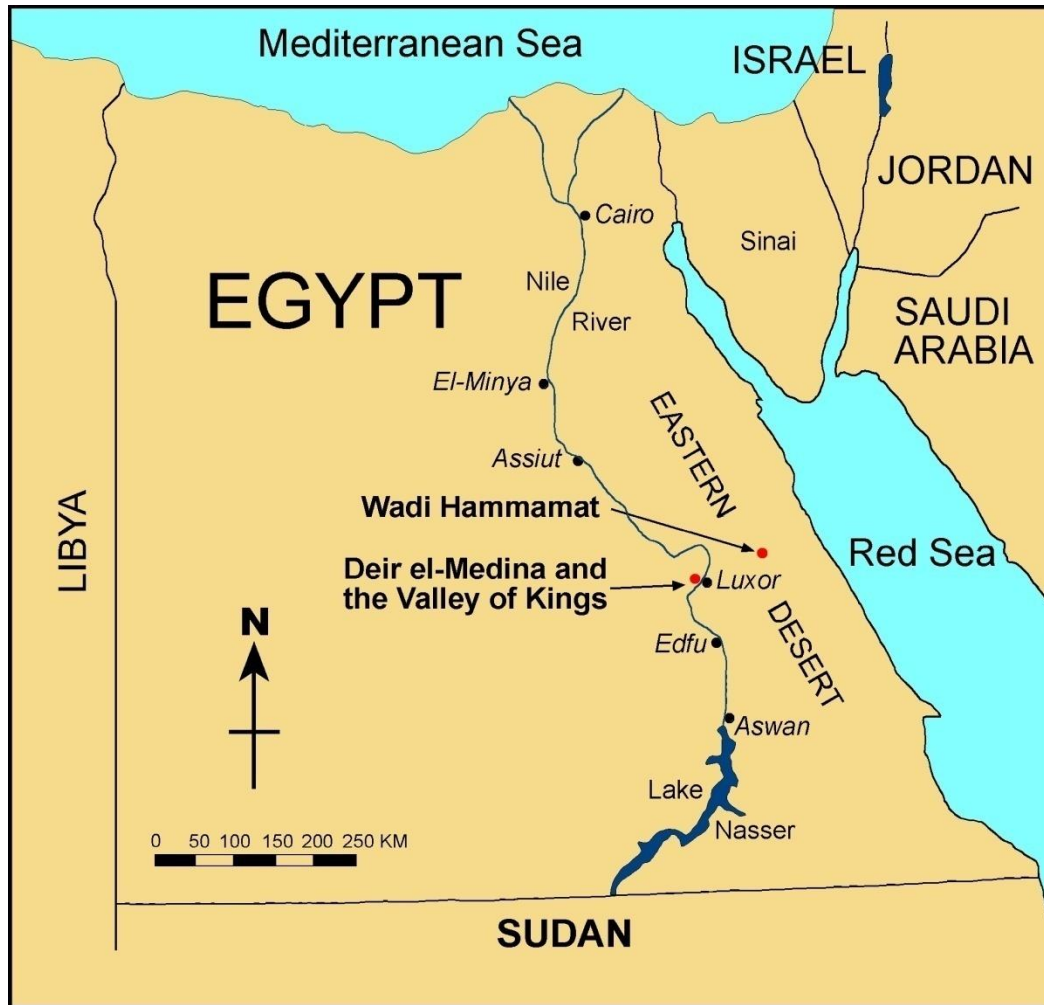 Mediterranean Sea
ISRAEL
JORDAN
Cairo
Sinai
EGYPT
Nile
River
SAUDI
ARABIA
El-Minya
EASTERN
Assiut
Wadi Hammamat
LIBYA
Red Sea
Deir el-Medina and
the Valley of Kings
Luxor
DESERT
N
Edfu
Aswan
Lake
Nasser
0 50 100 150 200 250 KM
SUDAN